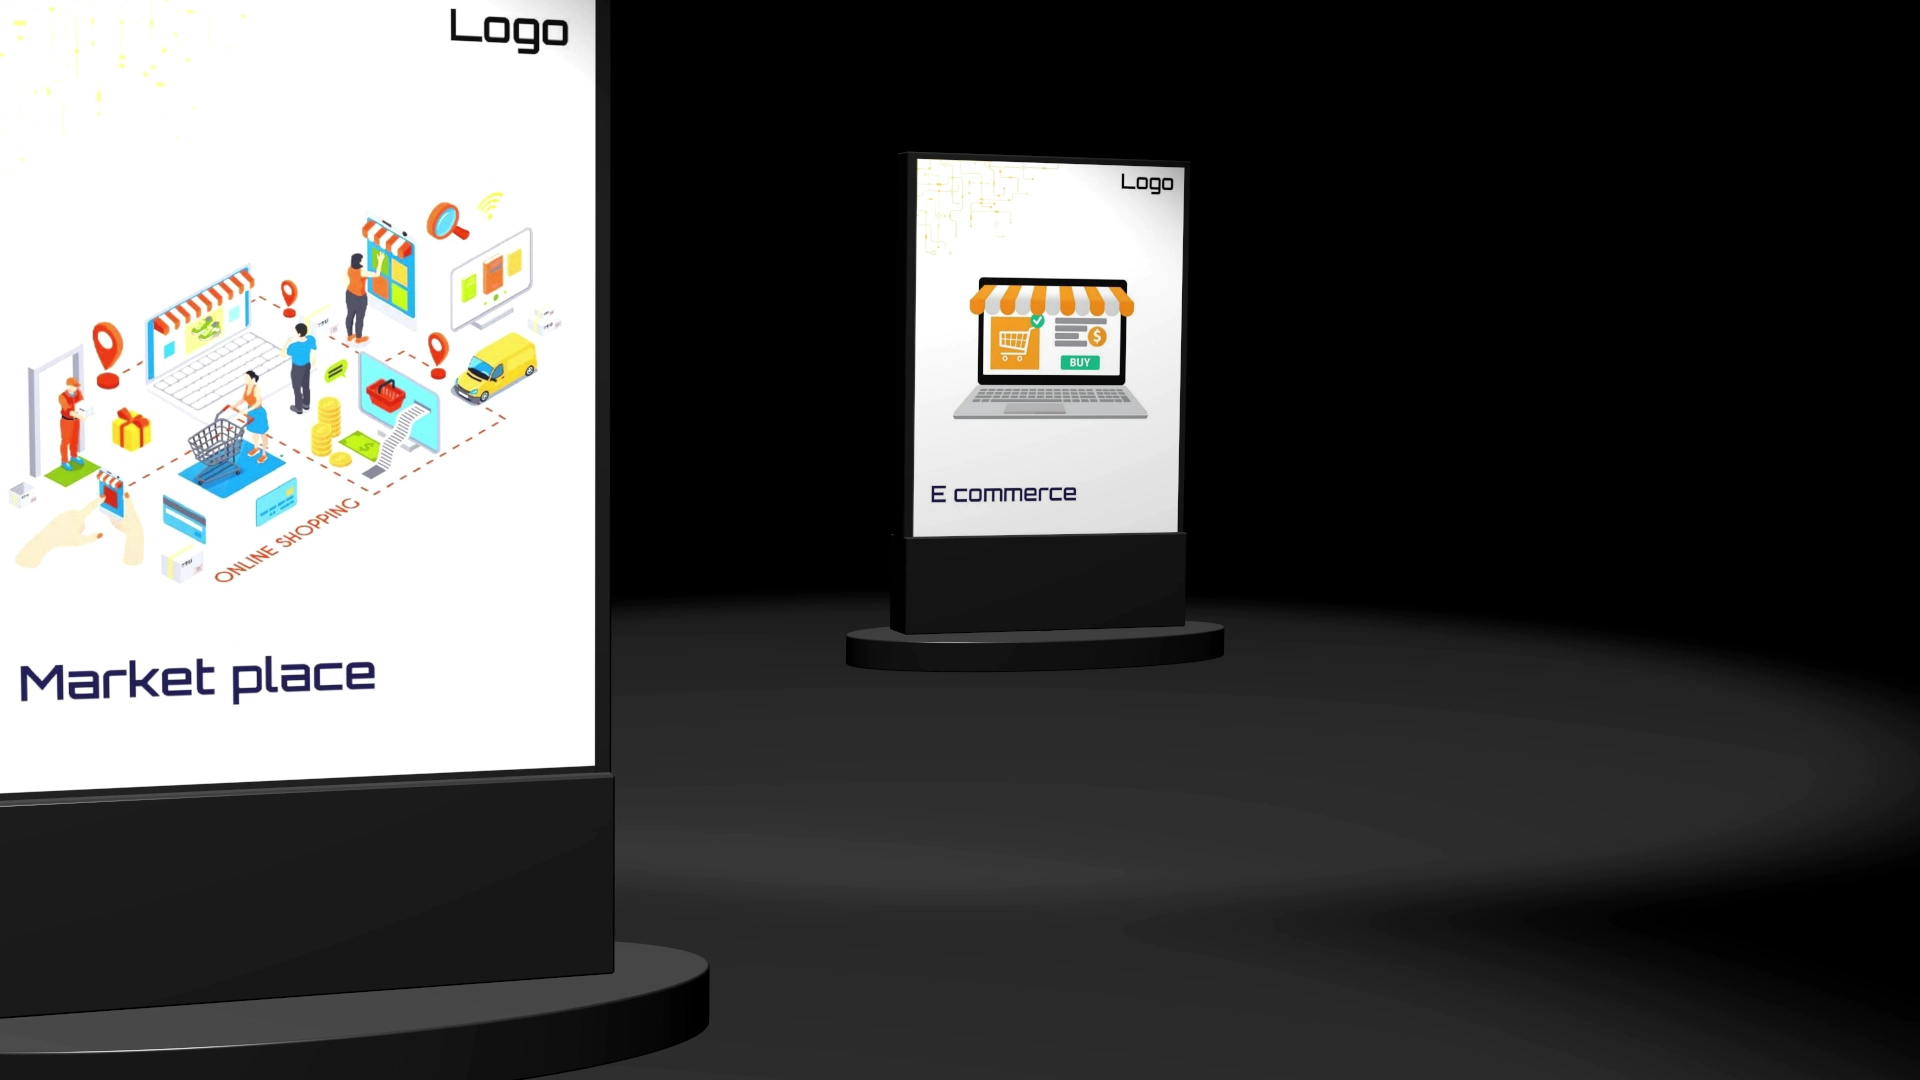 Logo
ONLINE SHOPPING
Market place
Logo
BUY
E commerce